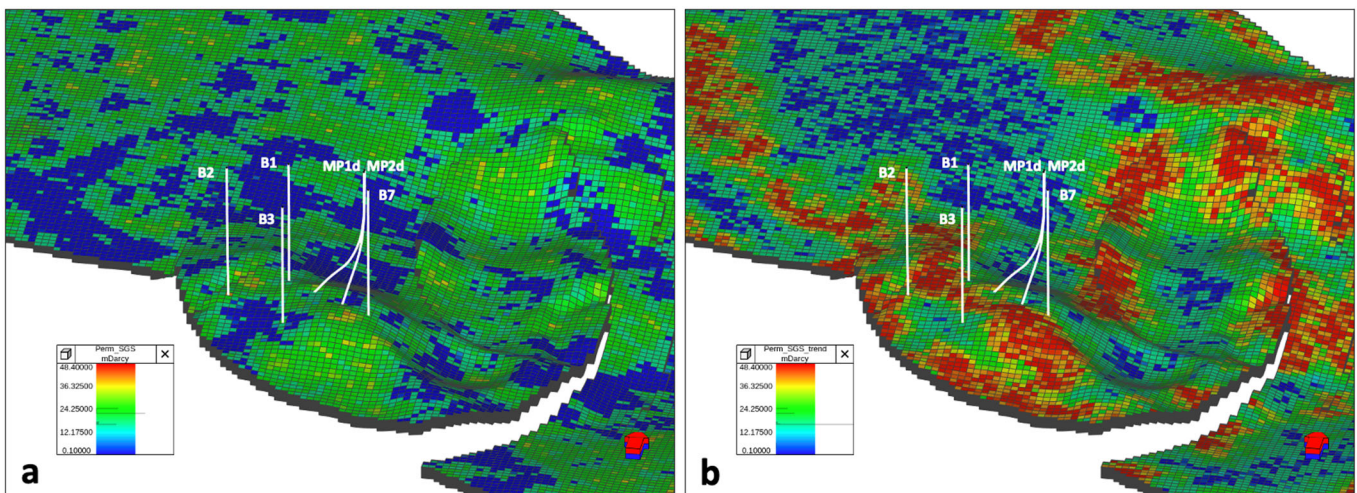 B2
B1
MP1d MP2d
B7
B3
Perm_SGS
mDarcy
48.40000
36.32500
24.25000
12.17500
0.10000
a
B2
B1
MP1d MP2d
B7
B3
Perm_SGS_trend
mDarcy
48.40000
36.32500
24.25000
12.17500
0.10000
b